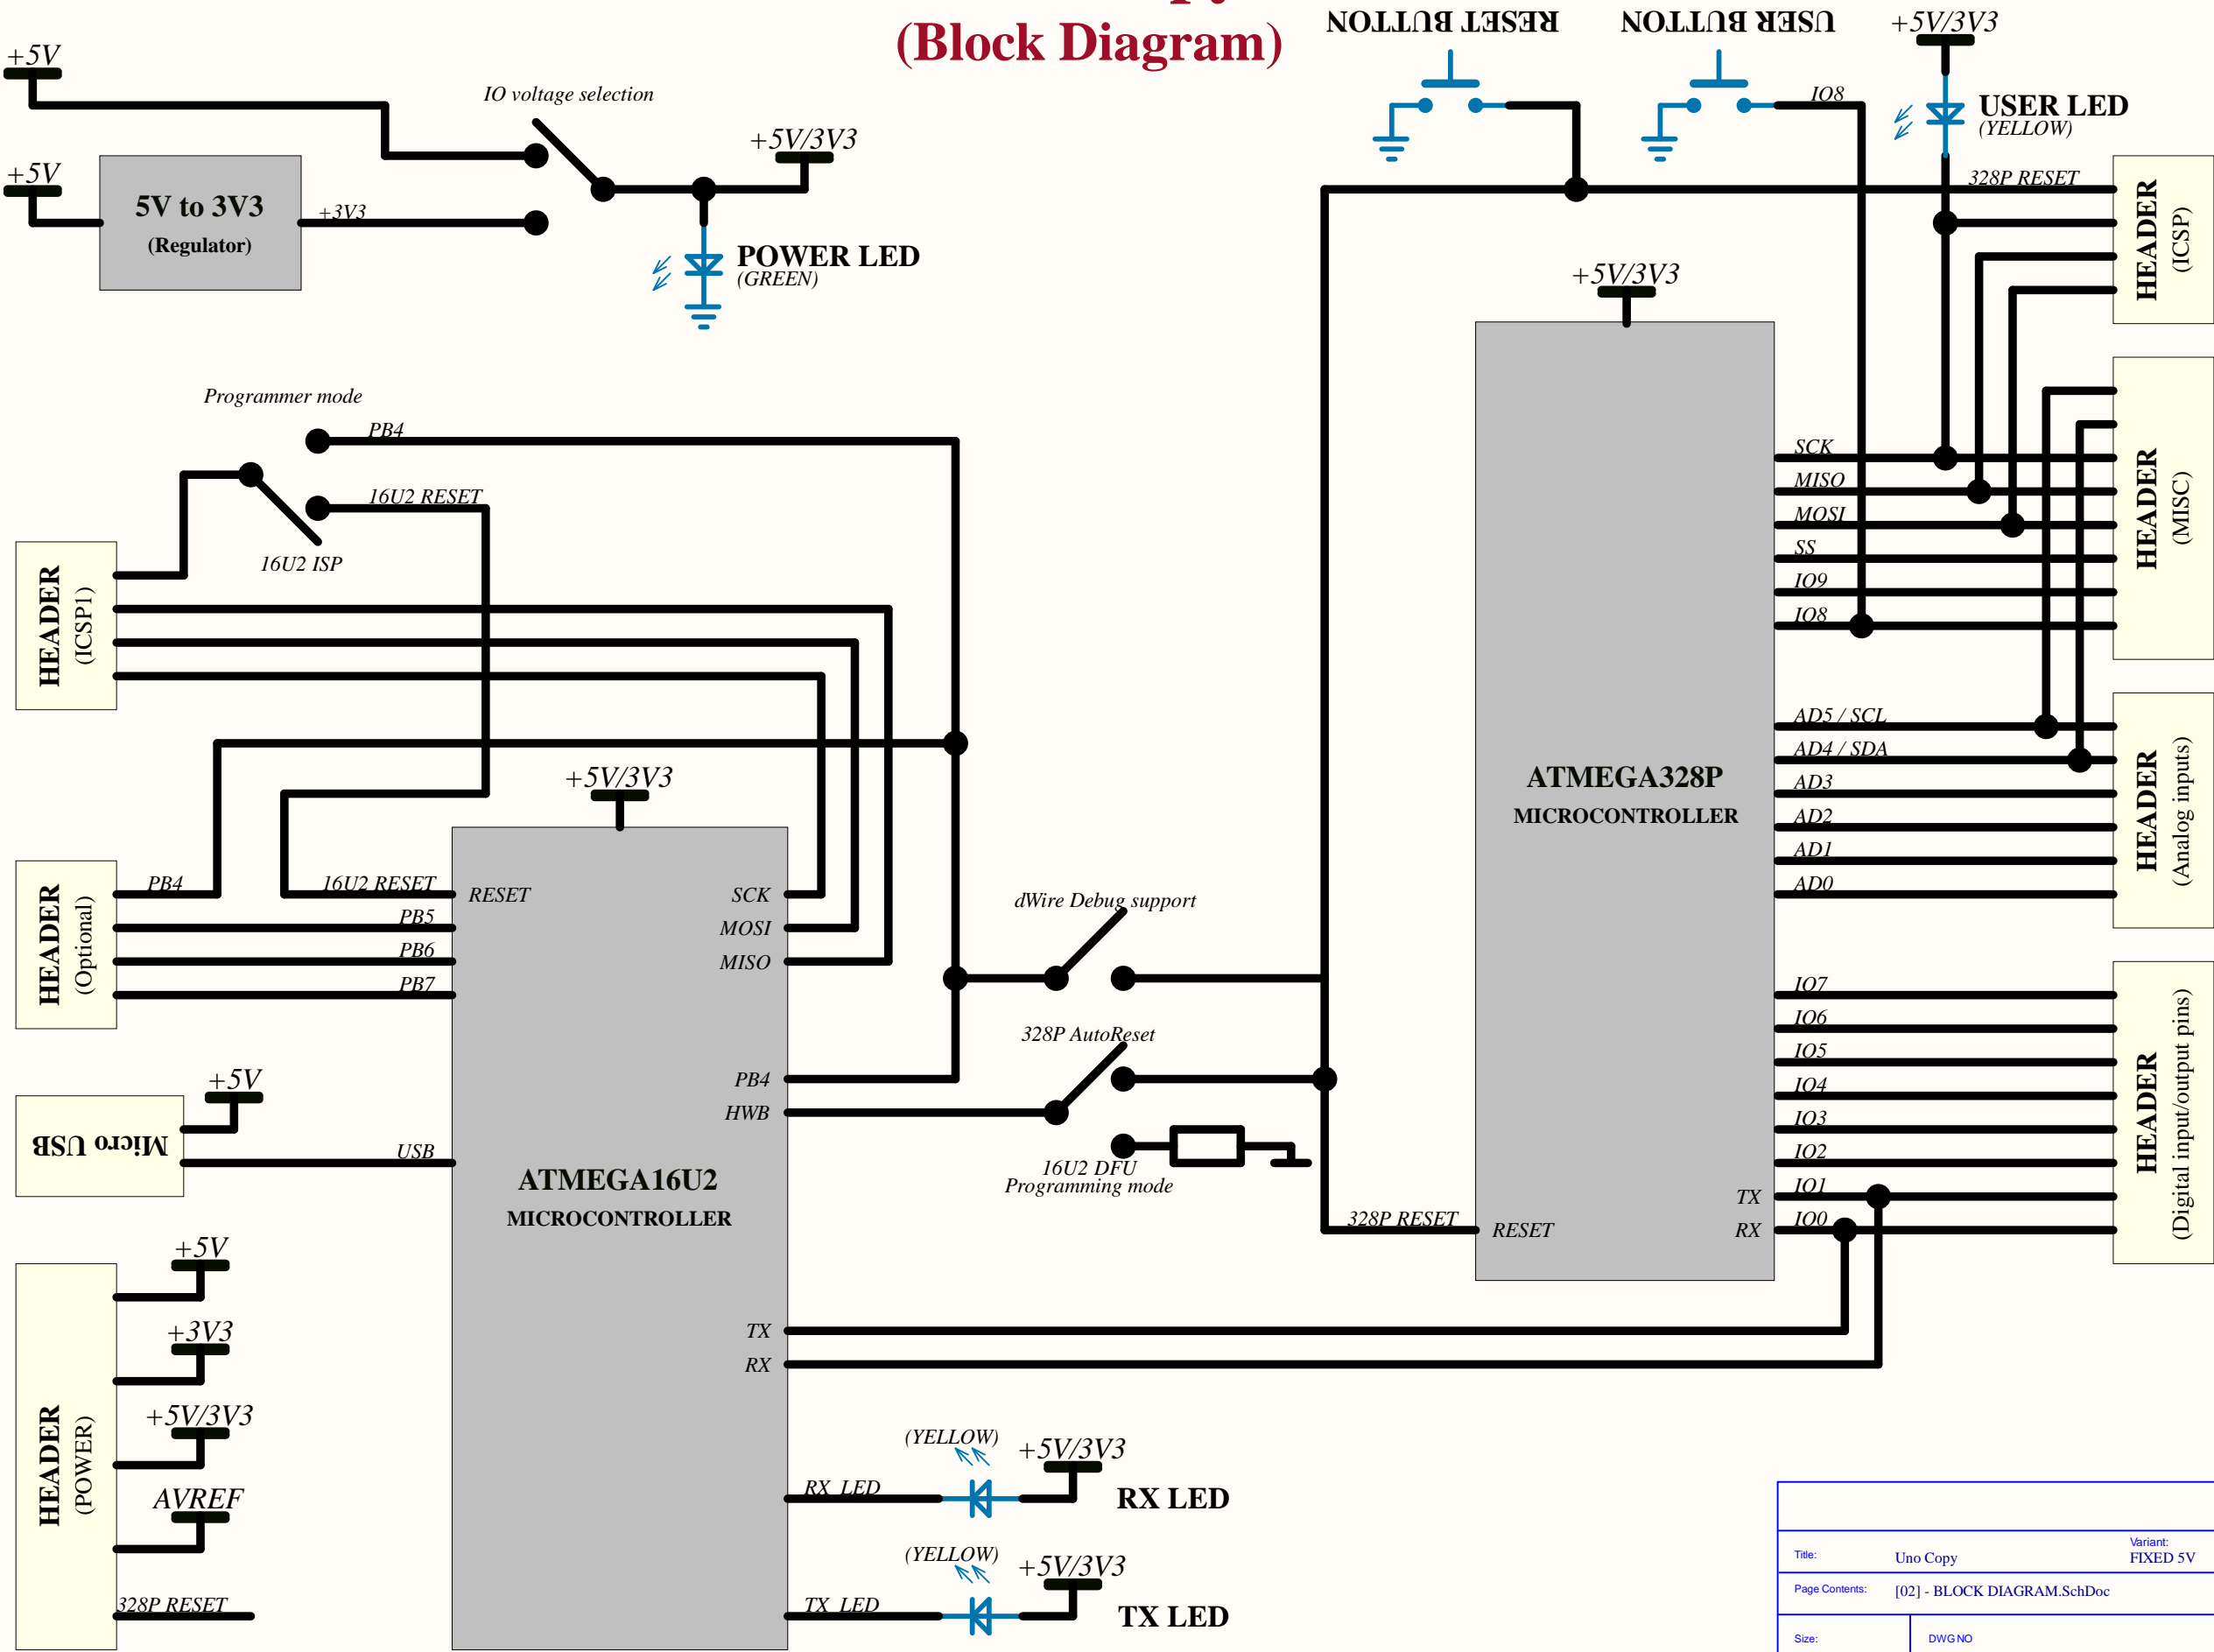 (Block Diagram)
RESET BUTTON
USER BUTTON
+5V/3V3
+5V
IO voltage selection
IO8
USER LED
(YELLOW)
+5V/3V3
+5V
5V to 3V3
(Regulator)
+3V3
328P RESET
HEADER
(ICSP)
POWER LED
(GREEN)
+5V/3V3
Programmer mode
PB4
16U2 RESET
16U2 ISP
HEADER
(ICSP1)
SCK
MISO
MOSI
SS
IO9
IO8
HEADER
(MISC)
+5V/3V3
ATMEGA328P
MICROCONTROLLER
AD5 / SCL
AD4 / SDA
AD3
AD2
AD1
AD0
HEADER
(Analog inputs)
HEADER
(Optional)
PB4
16U2 RESET
PB5
PB6
PB7
RESET
SCK
MOSI
MISO
dWire Debug support
328P AutoReset
PB4
HWB
16U2 DFU
Programming mode
IO7
IO6
IO5
IO4
IO3
IO2
TX
IO1
RX
IO0
HEADER
(Digital input/output pins)
328P RESET
RESET
Micro USB
+5V
USB
ATMEGA16U2
MICROCONTROLLER
HEADER
(POWER)
+5V
+3V3
+5V/3V3
AVREF
328P RESET
TX
RX
(YELLOW)
+5V/3V3
RX LED
RX LED
(YELLOW)
+5V/3V3
TX LED
TX LED
Title:
Uno Copy
Variant:
FIXED 5V
Page Contents:
[02] - BLOCK DIAGRAM.SchDoc
Size:
DWG NO